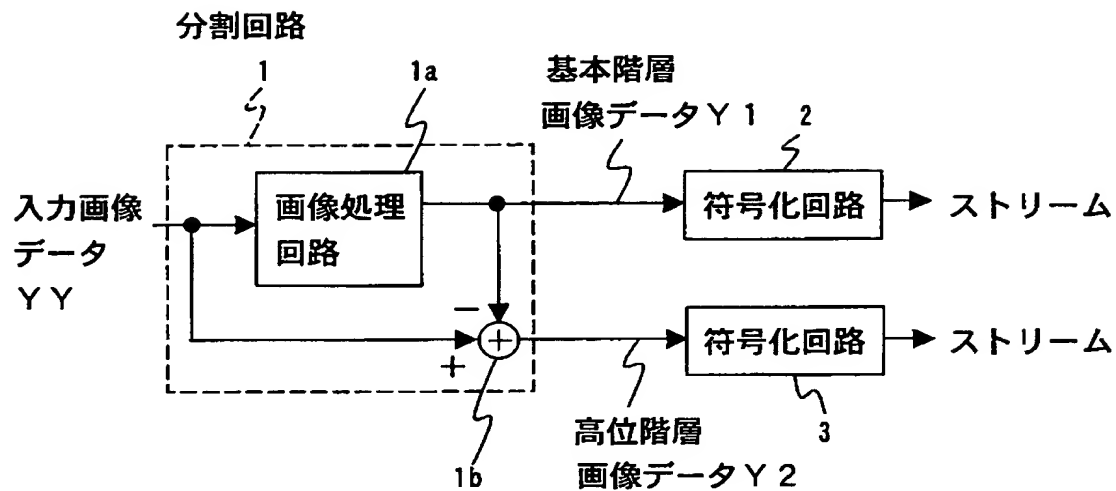 分割回路
1
1a
基本階層
画像データY1
2
入力画像
データ
YY
画像処理
回路
符号化回路
ストリーム
−
+
+
符号化回路
ストリーム
1b
高位階層
画像データY2
3